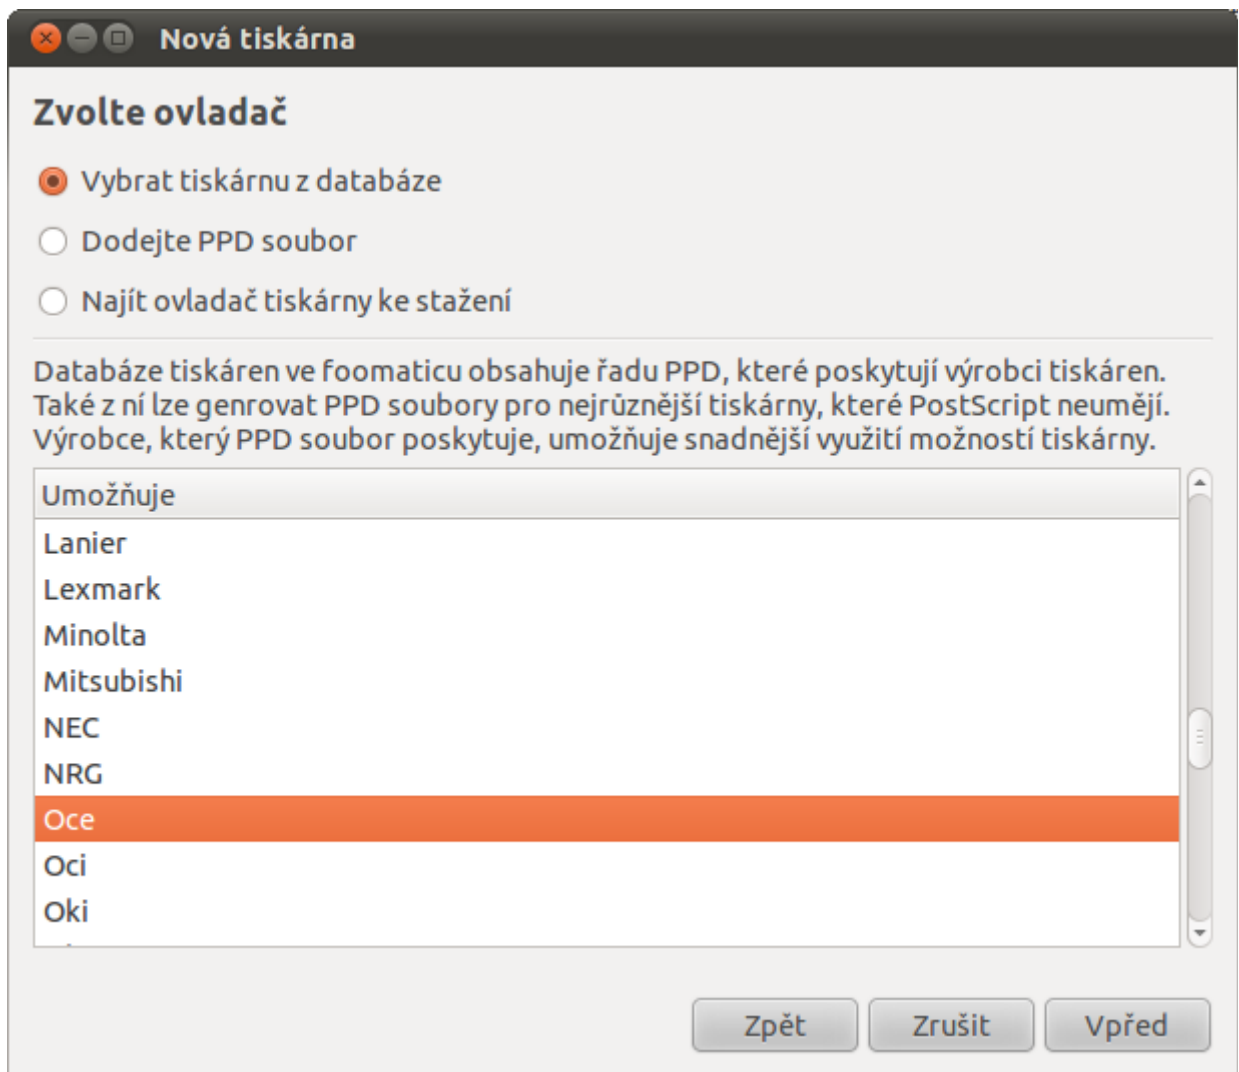 Nová tiskárna
Zvolte ovladač
Vybrat tiskárnu z databáze
Dodejte PPD soubor
Najít ovladač tiskárny ke stažení
Databáze tiskáren ve foomaticu obsahuje řadu PPD, které poskytují výrobci tiskáren.
Také z ní lze genrovat PPD soubory pro nejrůznější tiskárny, které PostScript neumějí.
Výrobce, který PPD soubor poskytuje, umožňuje snadnější využití možností tiskárny.
Umožňuje
Lanier
Lexmark
Minolta
Mitsubishi
NEC
NRG
Oce
Oci
Oki
Zpět Zrušit Vpřed